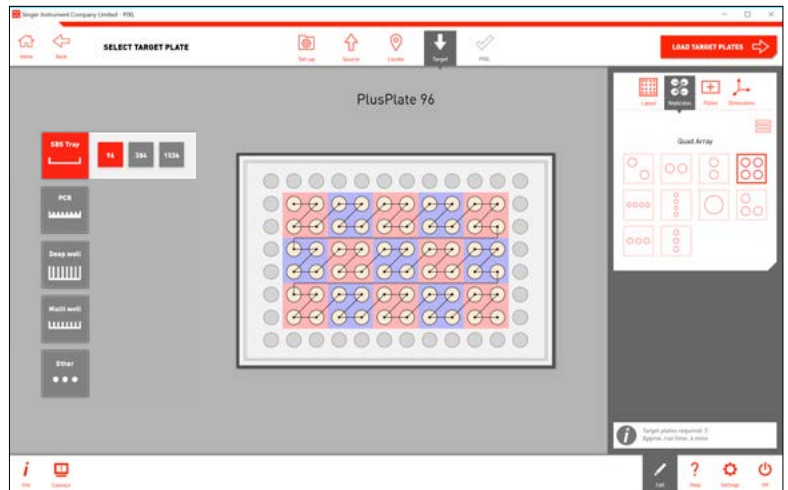 Singer Instrument Company Limited - PIXL
Home
Back
SELECT TARGET PLATE
Set up
Source
Locate
Target
PIXL
LOAD TARGET PLATES
PlusPlate 96
Layout
Replicates
Plates
Dimensions
Quad Array
SBS Tray
96
384
1536
PCR
Deep well
Multi well
Other
Target plates required: 2
Approx. run time: 6 mins
Info
Connect
Edit
Help
Settings
Off